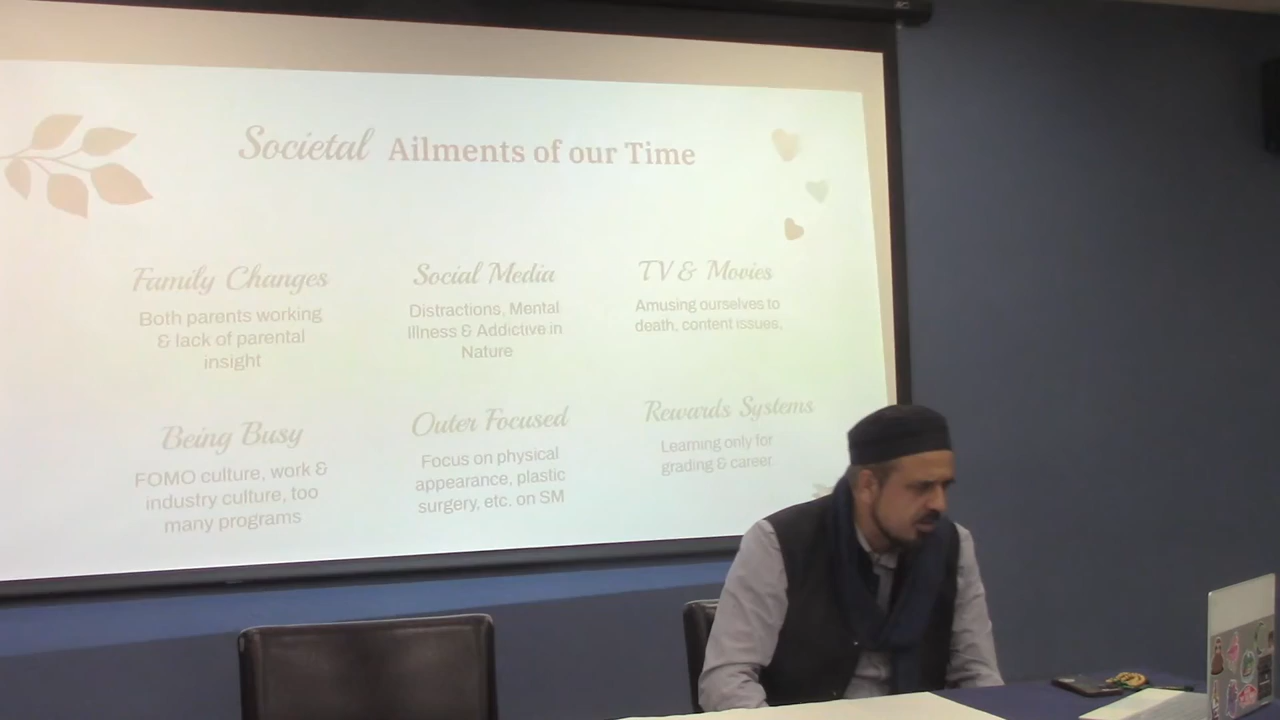 Societal Ailments of our Time
Family Changes
Both parents working
& lack of parental
insight
Social Media
Distractions, Mental
Illness & Addictive in
Nature
TV & Movies
Amusing ourselves to
death, content issues,
Being Busy
FOMO culture, work &
industry culture, too
many programs
Outer Focused
Focus on physical
appearance, plastic
surgery, etc. on SM
Rewards Systems
Learning only for
grading & career